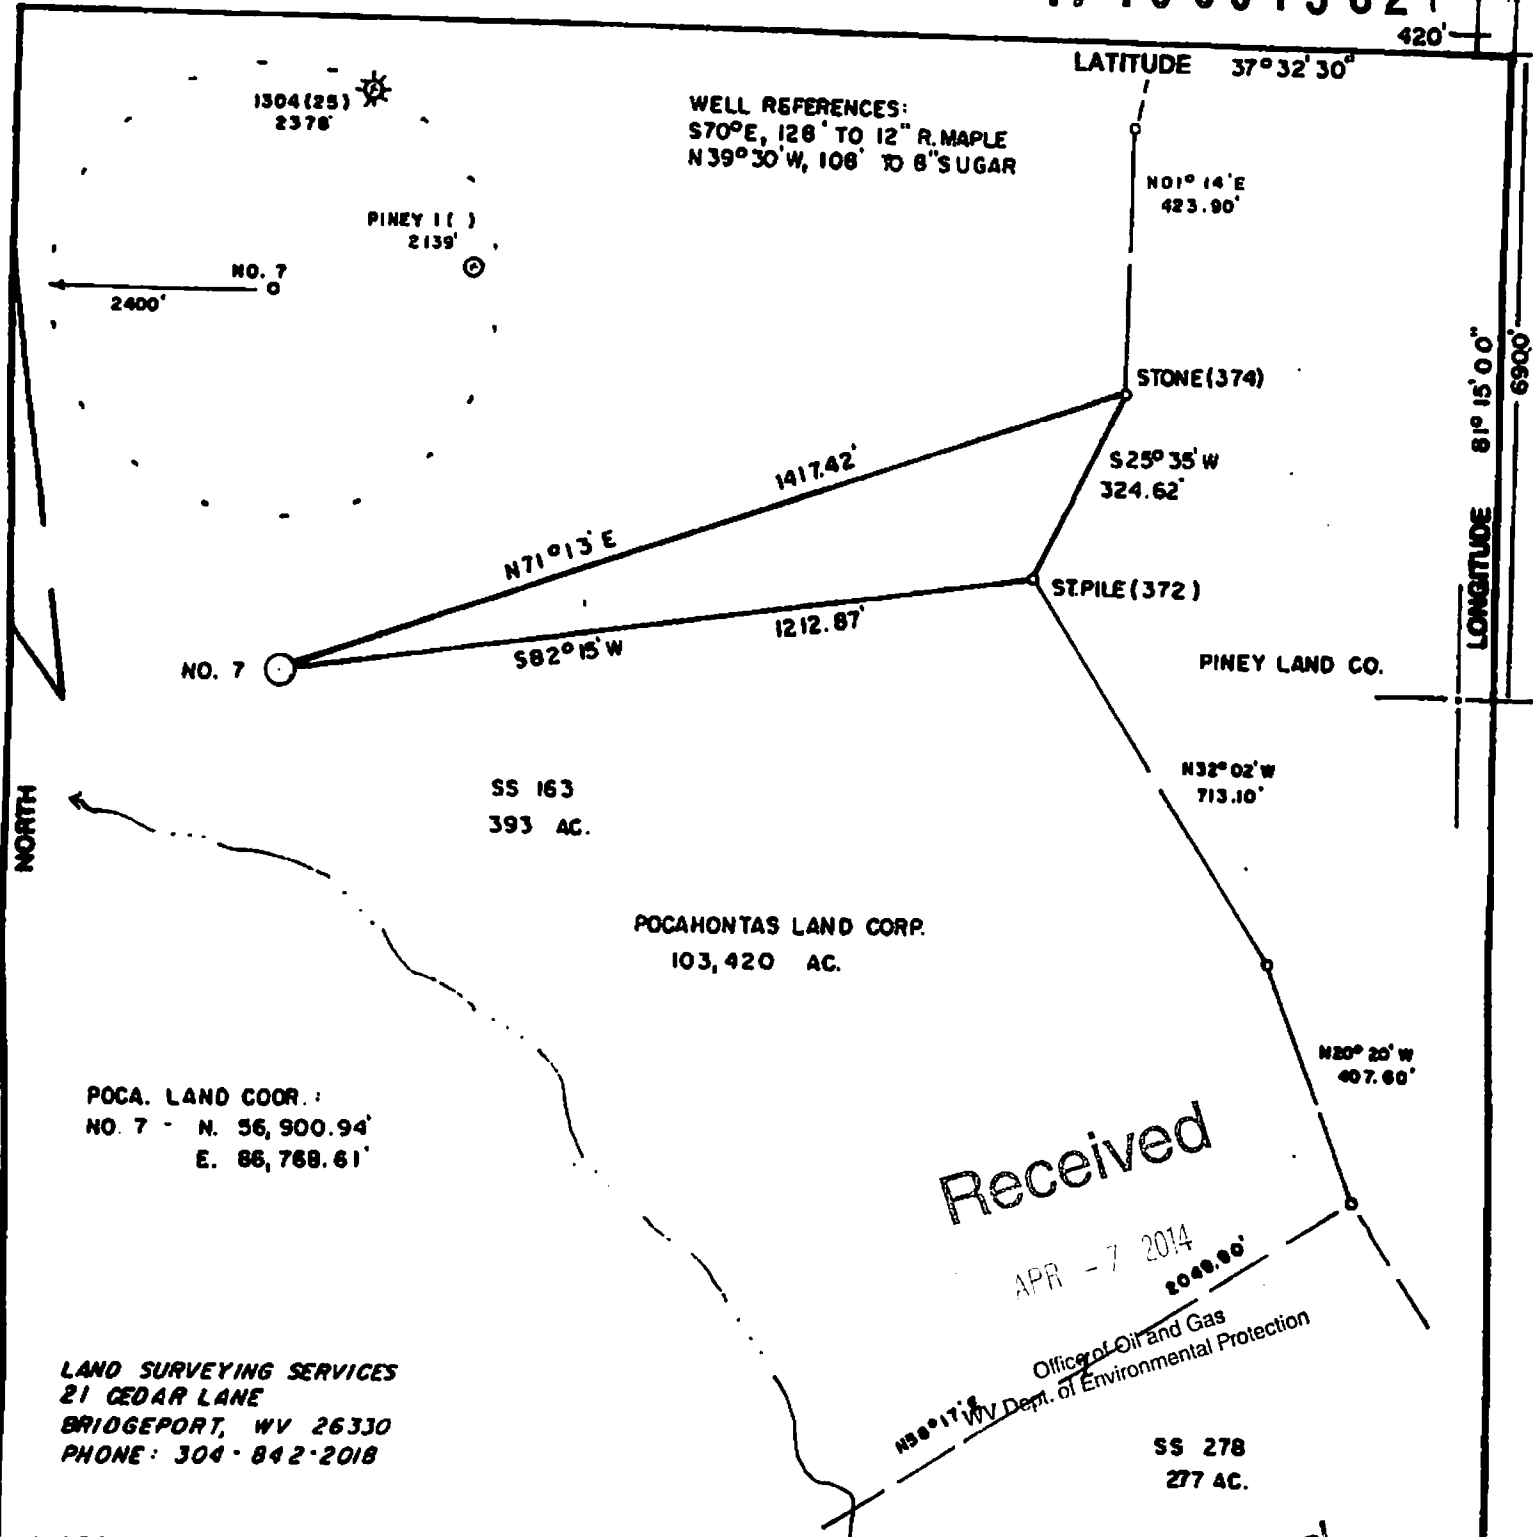 420'
LATITUDE 37° 32' 30"
1304(25)
2378'
WELL REFERENCES:
S70°E, 128' TO 12" R. MAPLE
N39°30'W, 108' TO 8" SUGAR
N01° 14' E
423.90'
PINEY 1( )
2139'
NO. 7
2400'
STONE(374)
LONGITUDE 81° 15' 00"
6900'
1417.42'
S25° 35' W
324.62'
N71° 13' E
ST.PILE(372)
1212.87'
S82° 15' W
NO. 7
PINEY LAND CO.
N32° 02' W
713.10'
SS 163
393 AC.
NORTH
POCAHONTAS LAND CORP.
103,420 AC.
N20° 20' W
407.60'
POCA. LAND COOR.:
NO. 7 - N. 56,900.94'
E. 86,768.61'
Received
APR - 7 2014
Office of Oil and Gas
WV Dept. of Environmental Protection
LAND SURVEYING SERVICES
21 CEDAR LANE
BRIDGEPORT, WV 26330
PHONE: 304-842-2018
SS 278
277 AC.